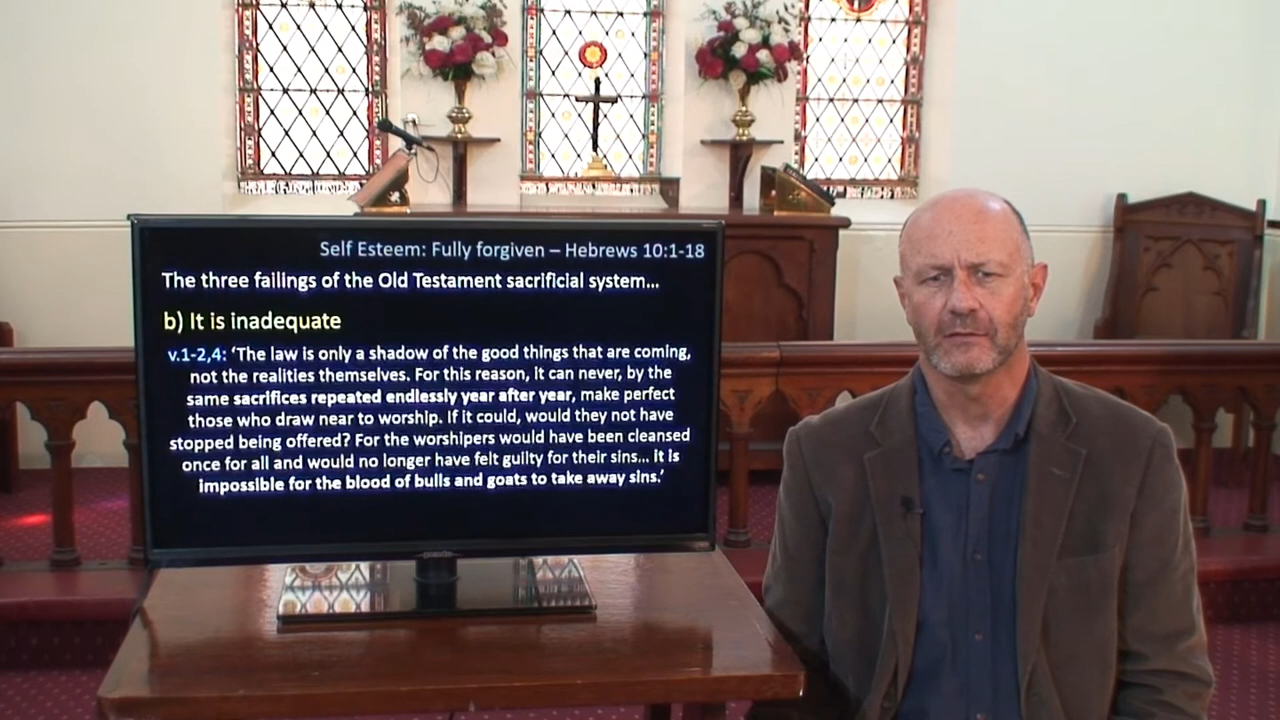 Self Esteem: Fully forgiven – Hebrews 10:1-18
The three failings of the Old Testament sacrificial system...
b) It is inadequate
v.1-2,4: ‘The law is only a shadow of the good things that are coming,
not the realities themselves. For this reason, it can never, by the
same sacrifices repeated endlessly year after year, make perfect
those who draw near to worship. If it could, would they not have
stopped being offered? For the worshipers would have been cleansed
once for all and would no longer have felt guilty for their sins... it is
impossible for the blood of bulls and goats to take away sins.’